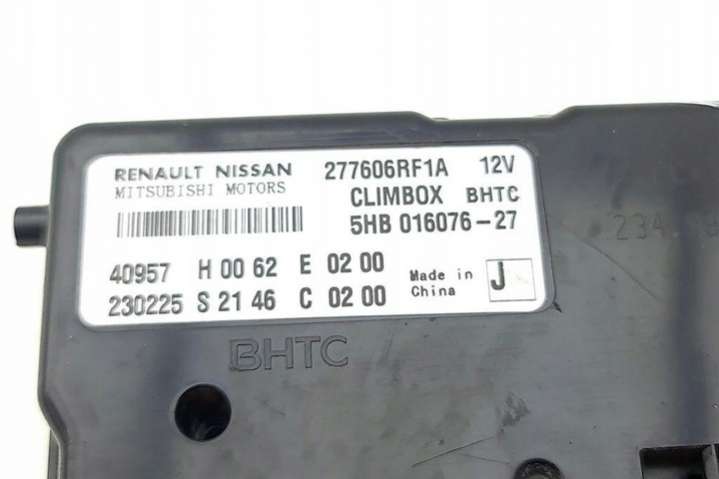 RENAULT NISSAN 277606RF1A 12V
MITSUBISHI MOTORS CLIMBOX BHTC
5HB 016076-27
40957 H 00 62 E 02 00 Made in J
230225 S 21 46 C 02 00 China
BHTC